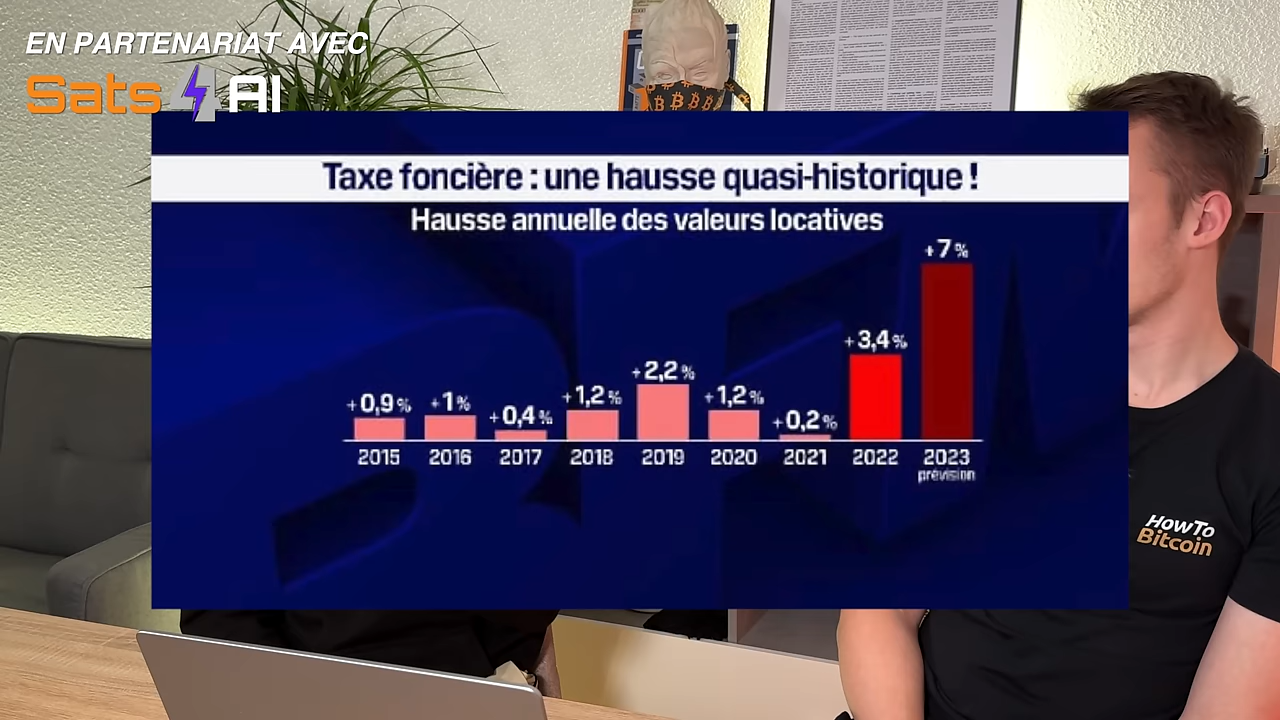 EN PARTENARIAT AVEC
Sats4AI
Taxe foncière : une hausse quasi-historique !
Hausse annuelle des valeurs locatives
+7%
+3,4%
+2,2%
+0,9%
+1%
+0,4%
+1,2%
+1,2%
+0,2%
2015 2016 2017 2018 2019 2020 2021 2022 2023
prévision
HowTo
Bitcoin